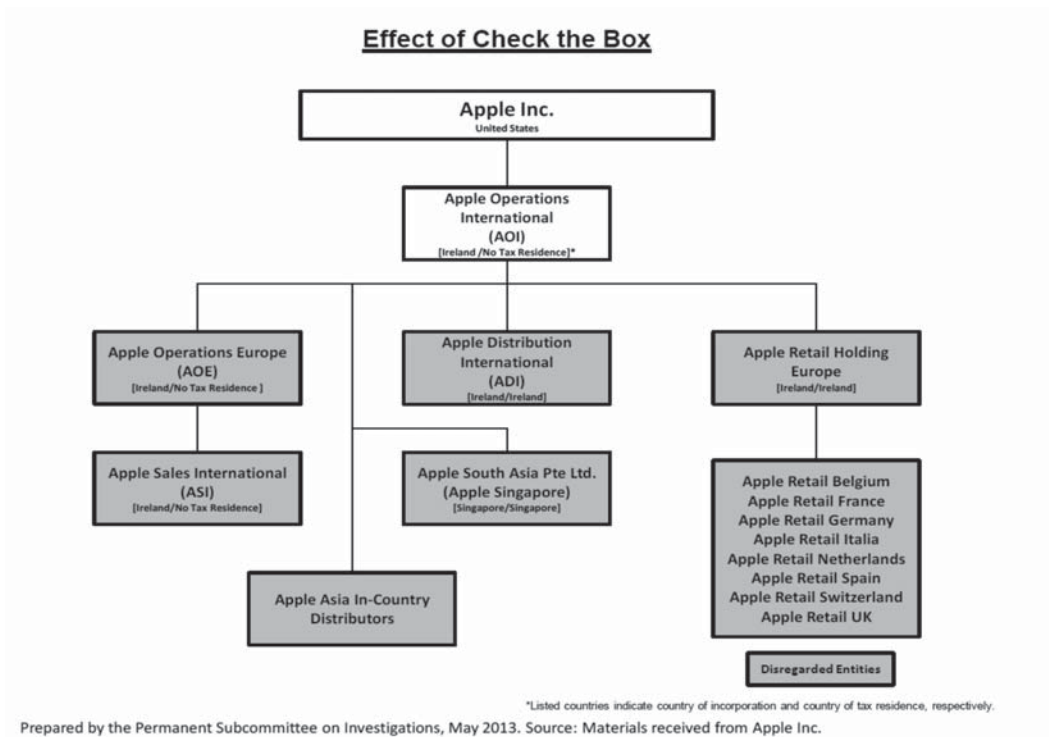 Effect of Check the Box
Apple Inc.
United States
Apple Operations
International
(AOI)
[Ireland /No Tax Residence]*
Apple Operations Europe
(AOE)
[Ireland/No Tax Residence ]
Apple Distribution
International
(ADI)
[Ireland/Ireland]
Apple Retail Holding
Europe
[Ireland/Ireland]
Apple Sales International
(ASI)
[Ireland/No Tax Residence]
Apple South Asia Pte Ltd.
(Apple Singapore)
[Singapore/Singapore]
Apple Retail Belgium
Apple Retail France
Apple Retail Germany
Apple Retail Italia
Apple Retail Netherlands
Apple Retail Spain
Apple Retail Switzerland
Apple Retail UK
Apple Asia In-Country
Distributors
Disregarded Entities
*Listed countries indicate country of incorporation and country of tax residence, respectively.
Prepared by the Permanent Subcommittee on Investigations, May 2013. Source: Materials received from Apple Inc.